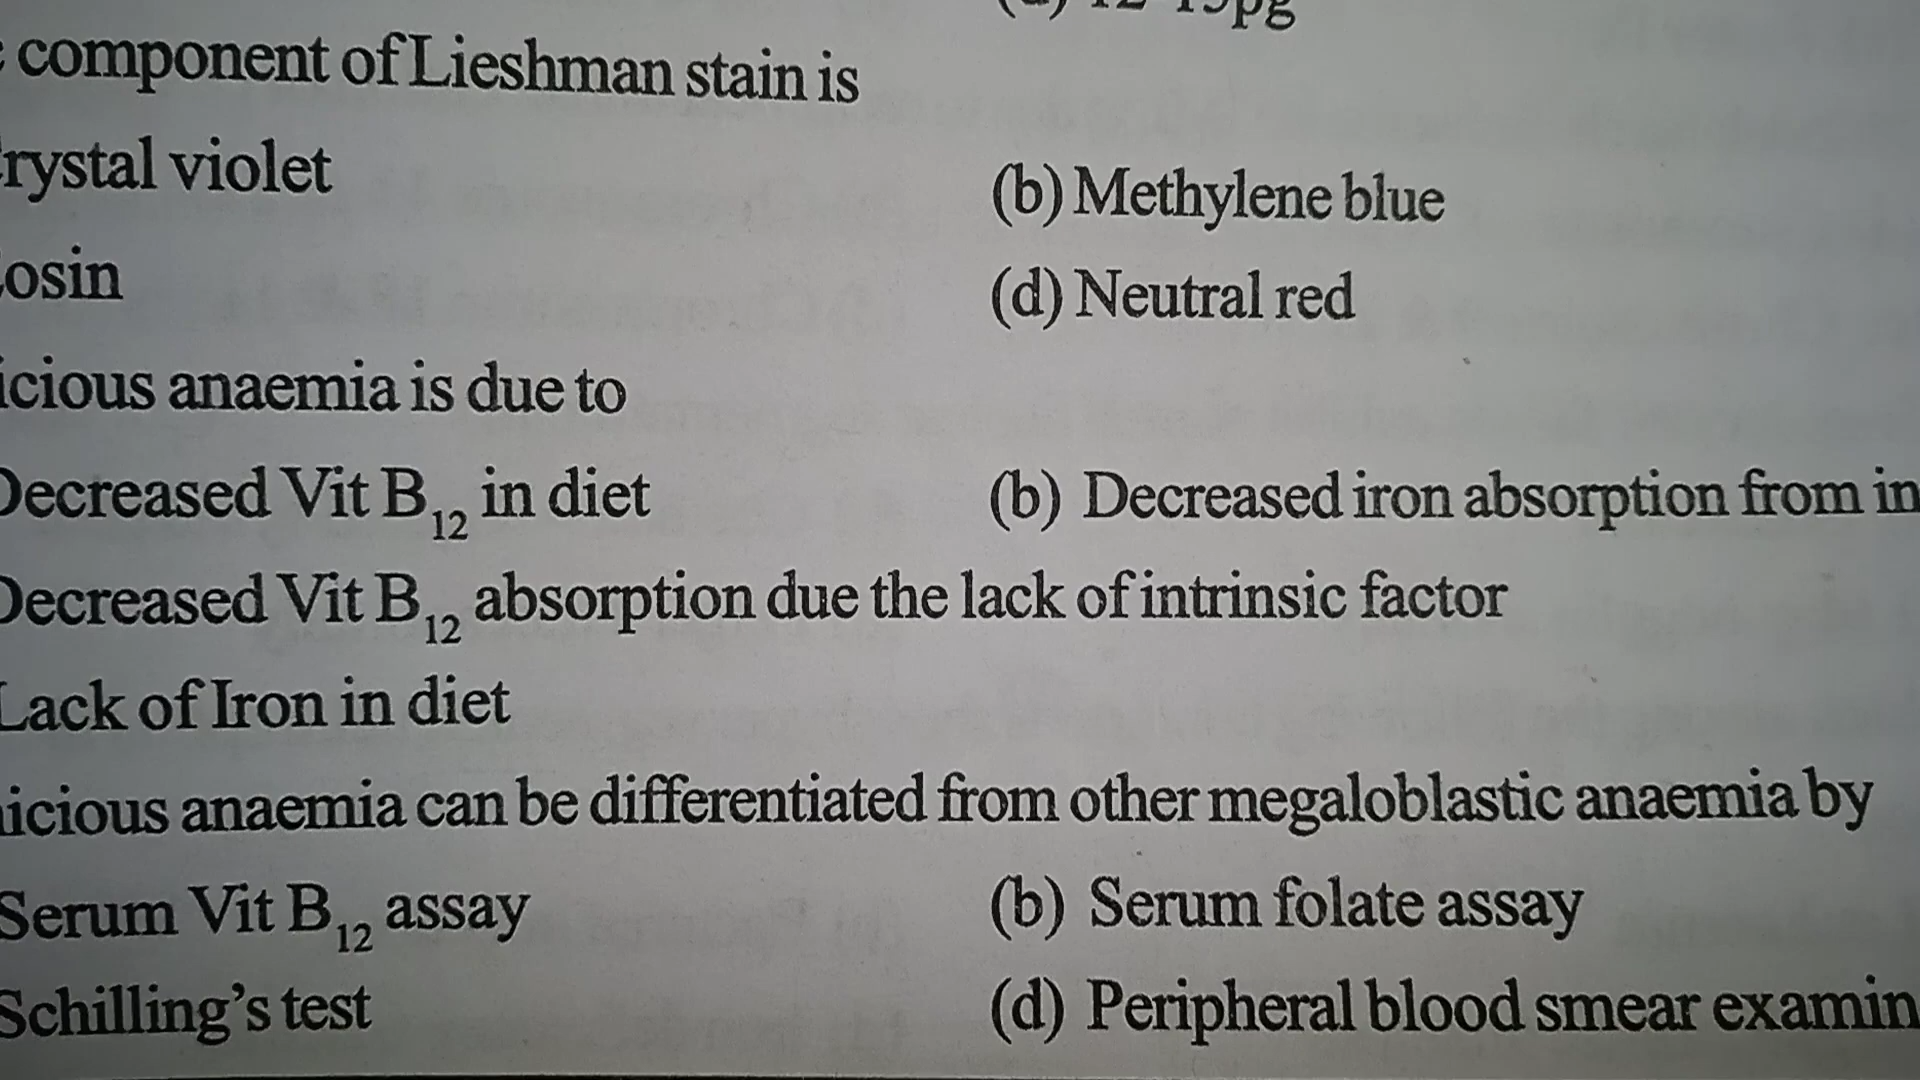 component of Lieshman stain is
rystal violet
(b) Methylene blue
osin
(d) Neutral red
icious anaemia is due to
Decreased Vit B12 in diet
(b) Decreased iron absorption from in
Decreased Vit B12 absorption due the lack of intrinsic factor
Lack of Iron in diet
icious anaemia can be differentiated from other megaloblastic anaemia by
Serum Vit B12 assay
(b) Serum folate assay
Schilling's test
(d) Peripheral blood smear examin